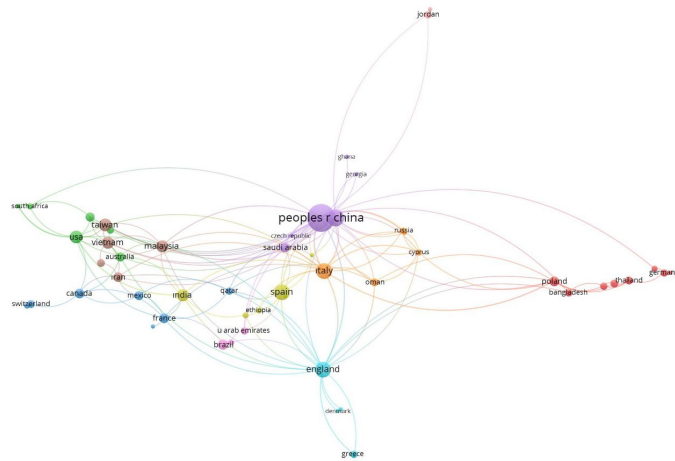 jordan
ghana
georgia
south africa
peoples r china
taiwan
russia
usa
czech republic
vietnam
malaysia
saudi arabia
cyprus
australia
italy
german
iran
oman
poland
thaland
qatar
bangladesh
canada
mexico
india
spain
switzerland
ethiopia
france
u arab emirates
brazil
england
denmark
greece